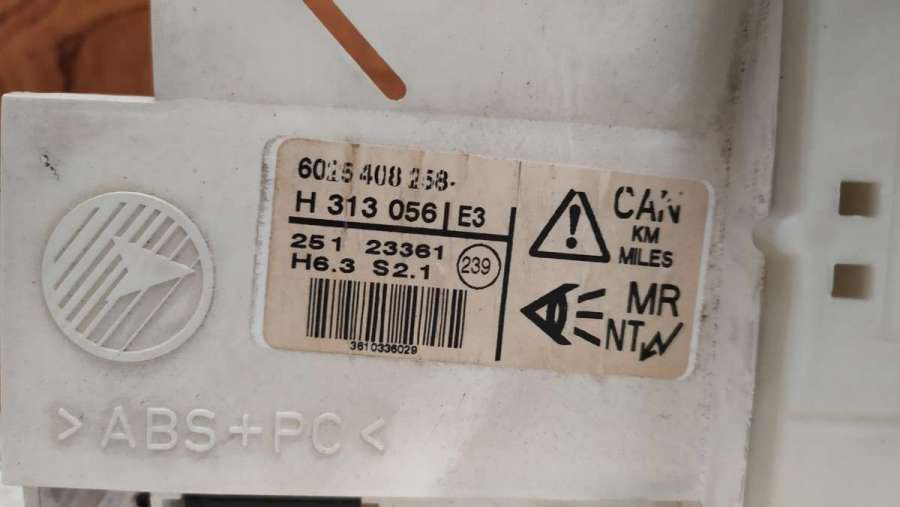 6025 408 258
H 313 056 E3
251 23361
H6.3 S2.1
239
3610336029
CAN
KM
MILES
MR
NT
>ABS+PC<